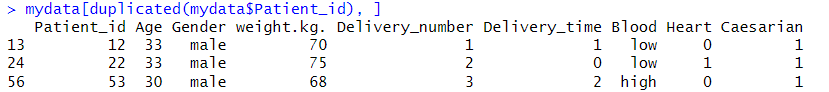 > mydata[duplicated(mydata$Patient_id), ]
Patient_id Age Gender weight.kg. Delivery_number Delivery_time Blood Heart Caesarian
13 12 33 male 70 1 1 low 0 1
24 22 33 male 75 2 0 low 1 1
56 53 30 male 68 3 2 high 0 1